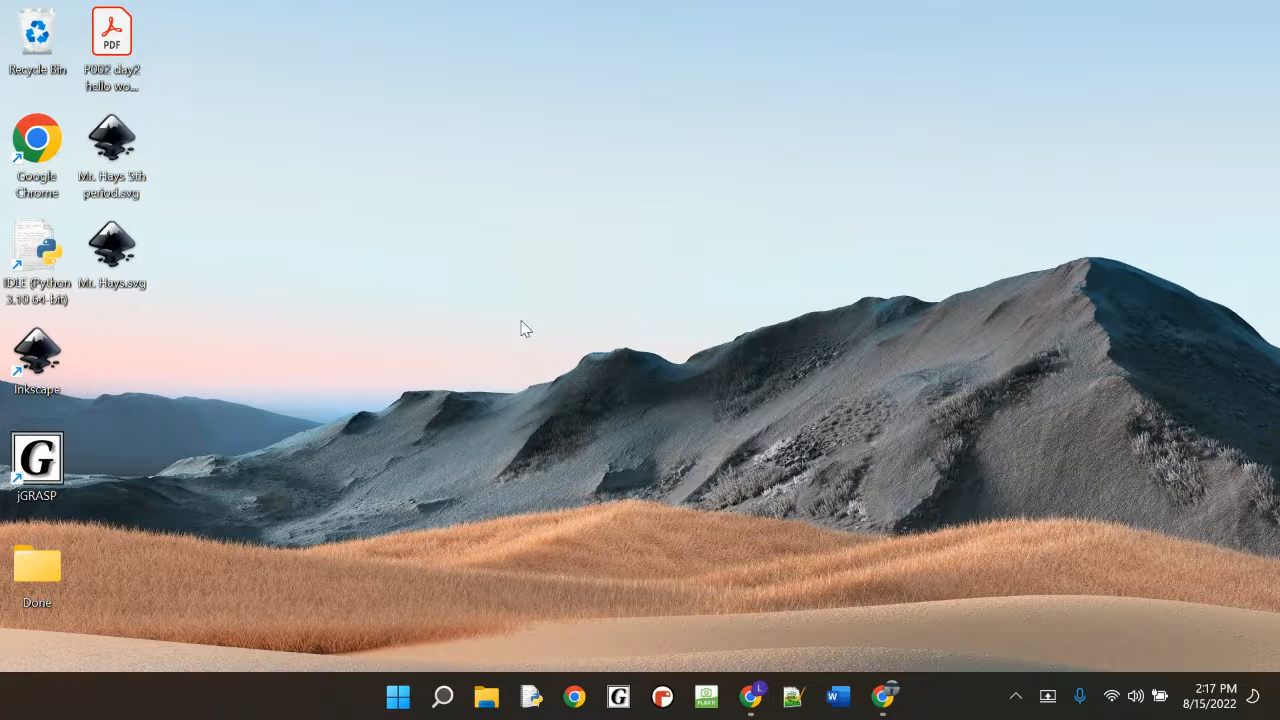 Recycle Bin
PDF
P002 day2
hello wo...
Google
Chrome
Mr. Hays 5th
period.svg
IDLE (Python
3.10 64-bit)
Mr. Hays.svg
Inkscape
G
jGRASP
Done
G
FLEXTI
L
W
2:17 PM
8/15/2022